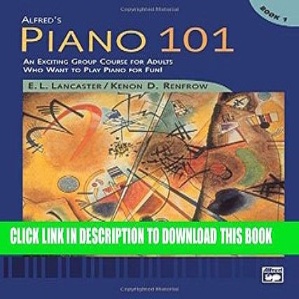 ALFRED'S
BOOK 1
PIANO 101
AN EXCITING GROUP COURSE FOR ADULTS
WHO WANT TO PLAY PIANO FOR FUN!
E. L. LANCASTER/KENON D. RENFROW
CLICK LINK IN DESCRIPTION TO DOWNLOAD THIS BOOK